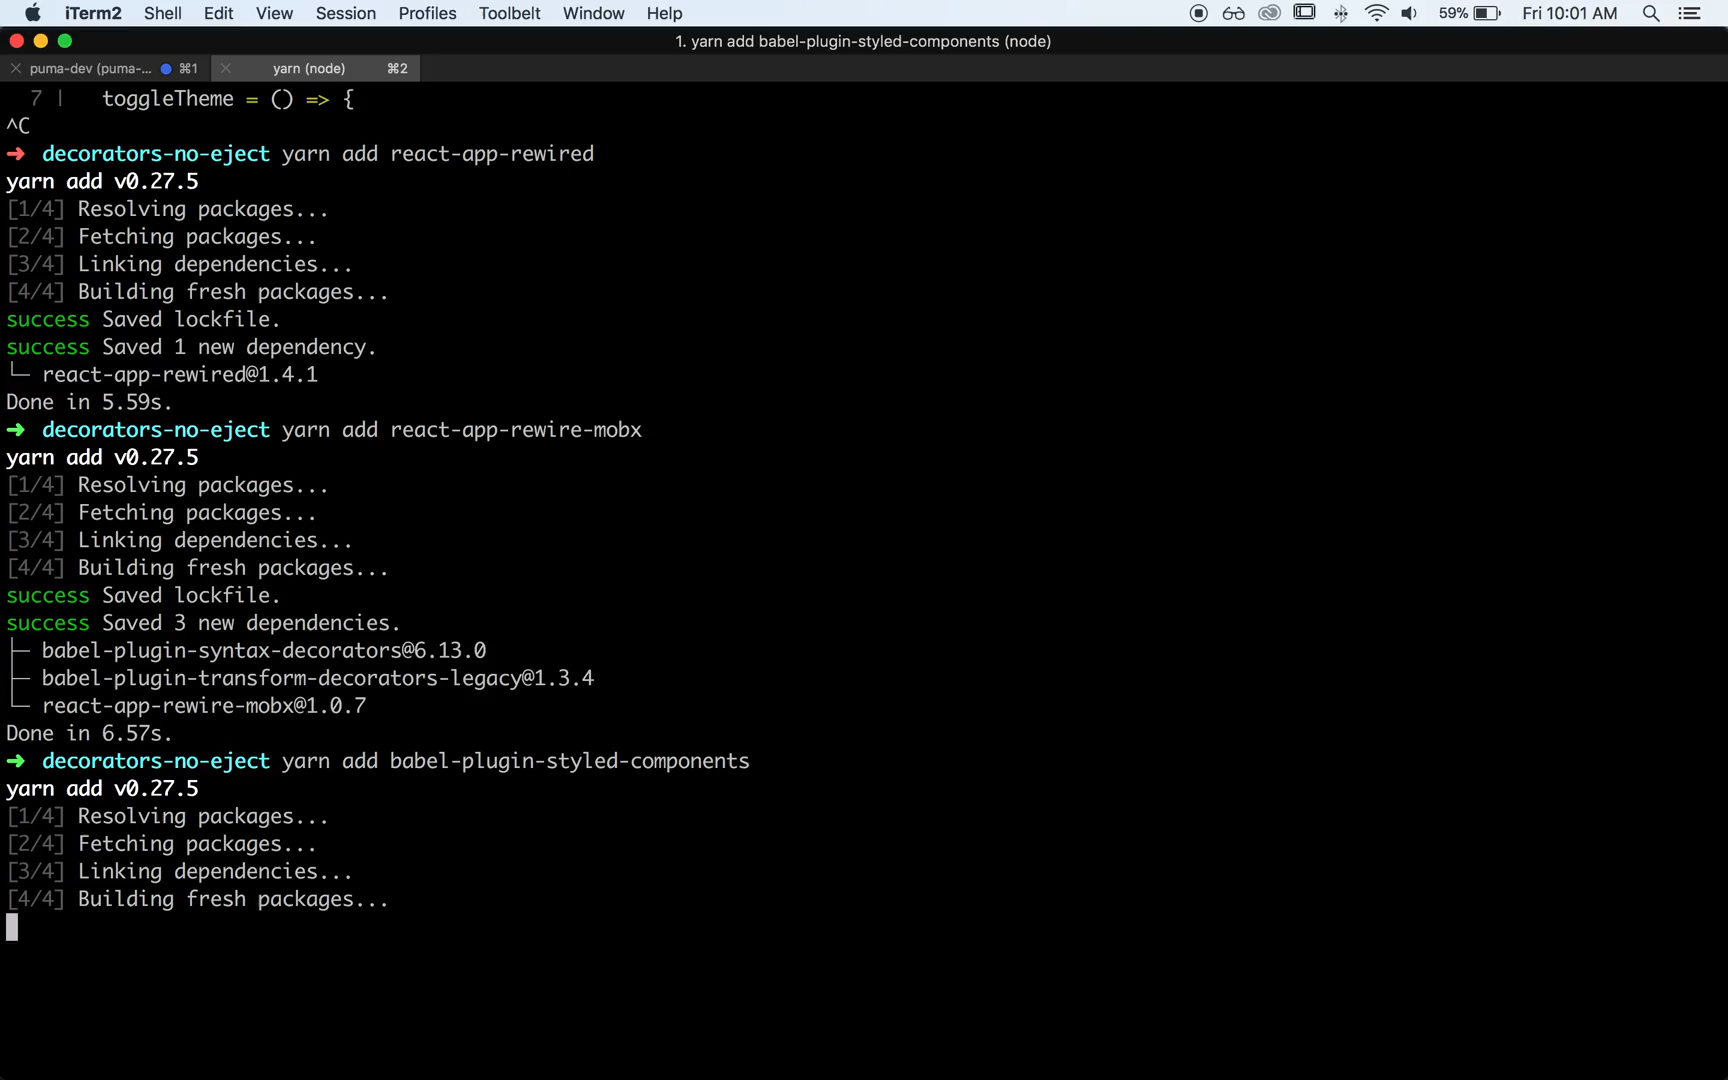 iTerm2 Shell Edit View Session Profiles Toolbelt Window Help 59% Fri 10:01 AM
1. yarn add babel-plugin-styled-components (node)
puma-dev (puma-... ⌘1 yarn (node) ⌘2
7 | toggleTheme = () => {
^C
➜ decorators-no-eject yarn add react-app-rewired
yarn add v0.27.5
[1/4] Resolving packages...
[2/4] Fetching packages...
[3/4] Linking dependencies...
[4/4] Building fresh packages...
success Saved lockfile.
success Saved 1 new dependency.
└─ react-app-rewired@1.4.1
Done in 5.59s.
➜ decorators-no-eject yarn add react-app-rewire-mobx
yarn add v0.27.5
[1/4] Resolving packages...
[2/4] Fetching packages...
[3/4] Linking dependencies...
[4/4] Building fresh packages...
success Saved lockfile.
success Saved 3 new dependencies.
├─ babel-plugin-syntax-decorators@6.13.0
├─ babel-plugin-transform-decorators-legacy@1.3.4
└─ react-app-rewire-mobx@1.0.7
Done in 6.57s.
➜ decorators-no-eject yarn add babel-plugin-styled-components
yarn add v0.27.5
[1/4] Resolving packages...
[2/4] Fetching packages...
[3/4] Linking dependencies...
[4/4] Building fresh packages...